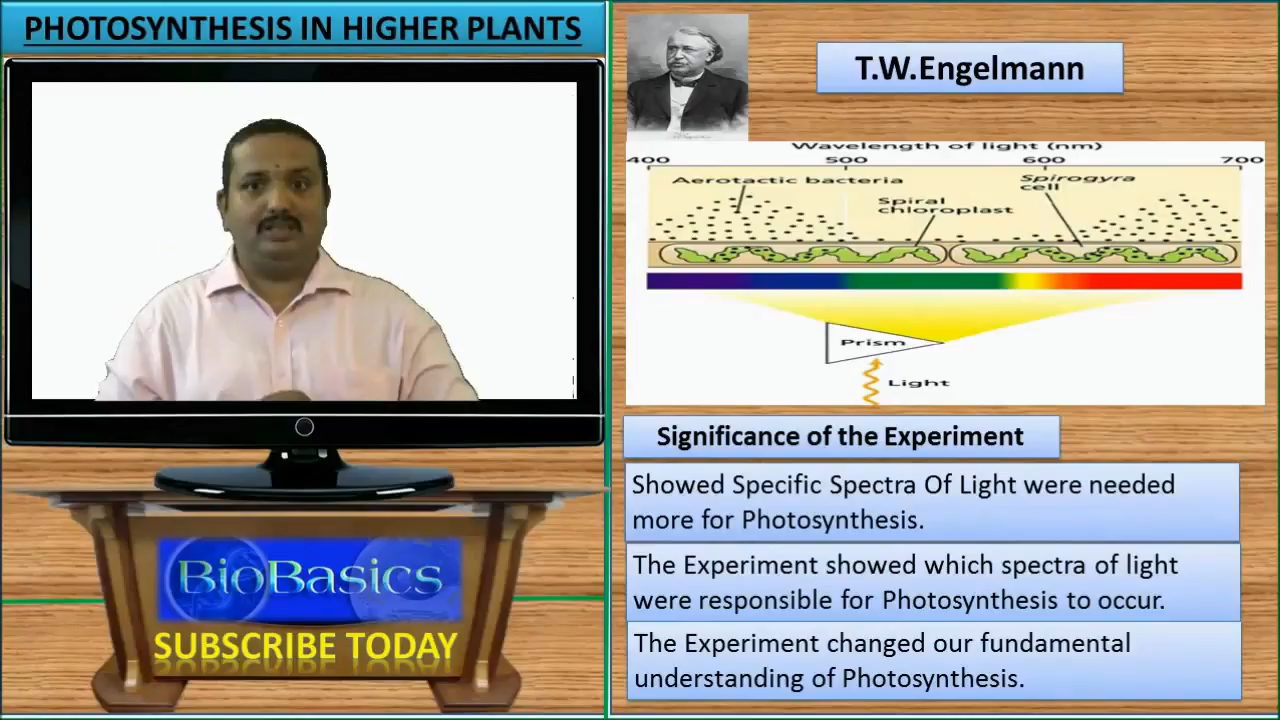 PHOTOSYNTHESIS IN HIGHER PLANTS
T.W.Engelmann
Wavelength of light (nm)
400 500 600 700
Aerotactic bacteria
Spirogyra
cell
Spiral
chloroplast
Prism
Light
Significance of the Experiment
Showed Specific Spectra Of Light were needed
more for Photosynthesis.
The Experiment showed which spectra of light
were responsible for Photosynthesis to occur.
The Experiment changed our fundamental
understanding of Photosynthesis.
BioBasics
SUBSCRIBE TODAY